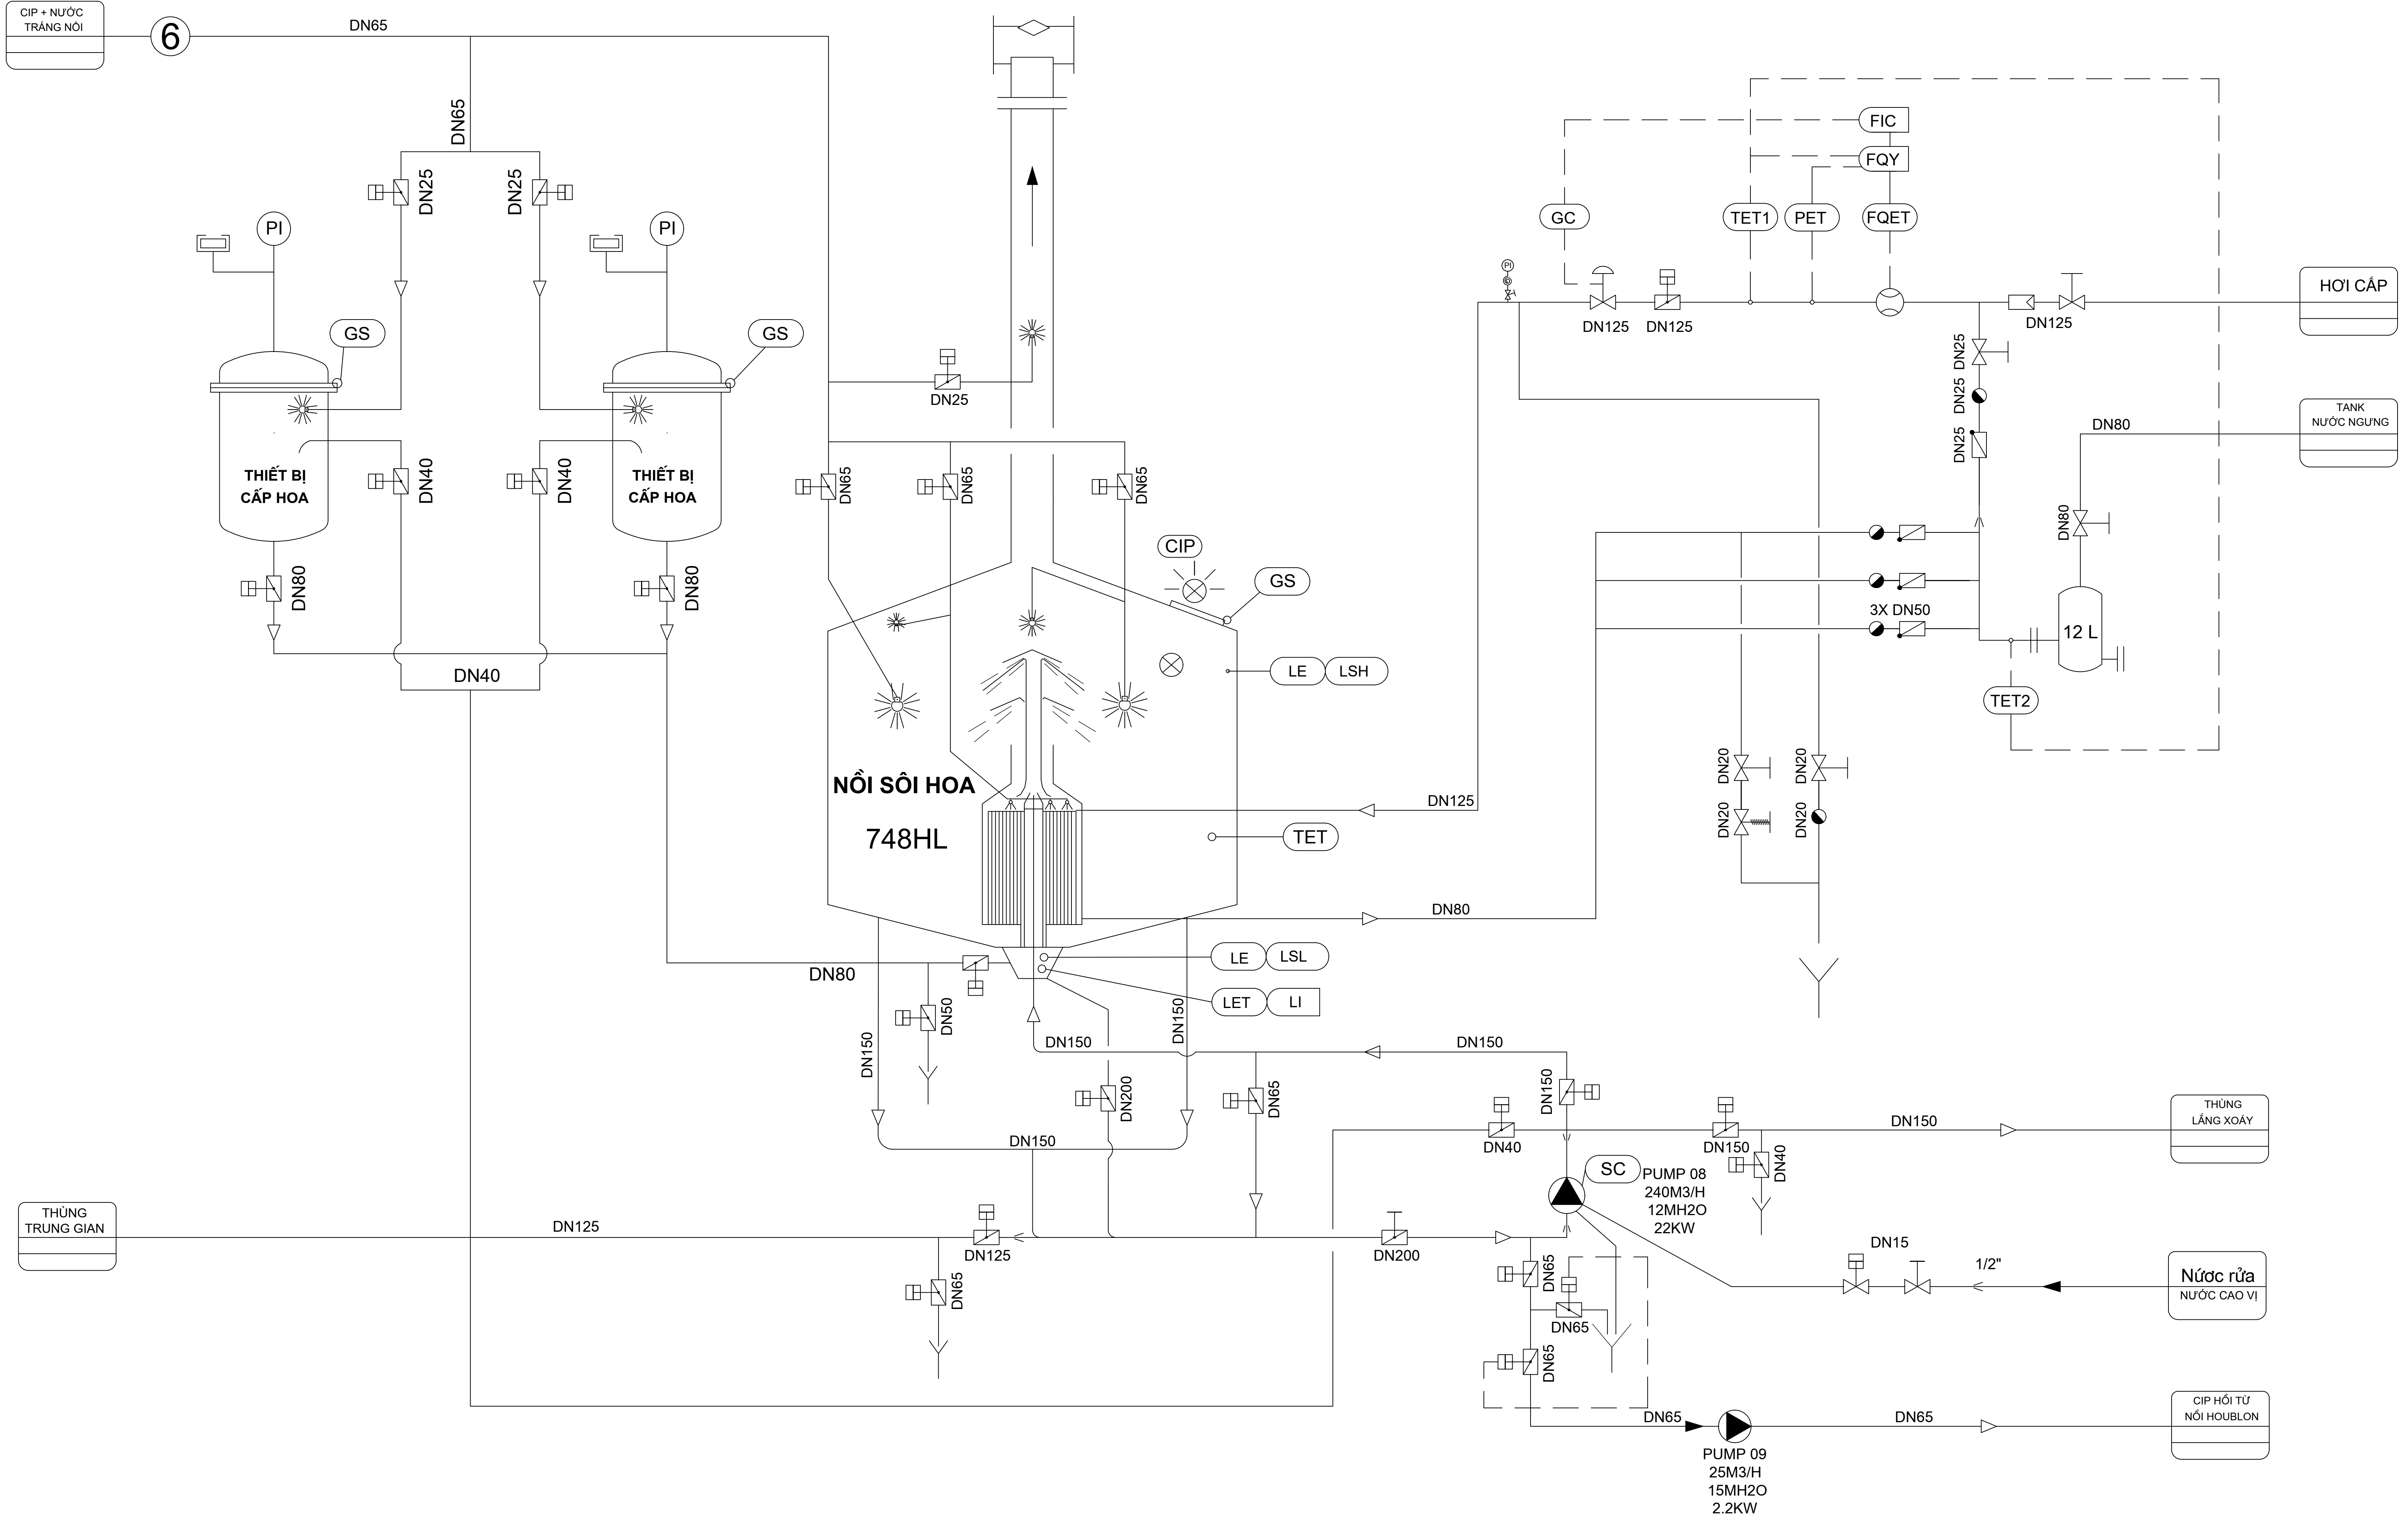 CIP + NƯỚC
TRÁNG NỒI
6
DN65
DN65
DN25
DN25
PI
PI
GS
GS
THIẾT BỊ
CẤP HOA
THIẾT BỊ
CẤP HOA
DN40
DN40
DN80
DN80
DN40
DN25
DN65
DN65
DN65
CIP
GS
LE
LSH
NỒI SÔI HOA
748HL
TET
DN125
DN80
LE
LSL
LET
LI
DN80
DN50
DN150
DN150
DN150
DN150
DN150
DN200
DN65
DN150
FIC
FQY
GC
TET1
PET
FQET
PI
DN125
DN125
DN125
HƠI CẤP
DN25
DN25
DN25
TANK
NƯỚC NGƯNG
DN80
DN80
3X DN50
12 L
TET2
DN20
DN20
DN20
DN20
DN40
DN150
DN150
DN40
THÙNG
LẮNG XOÁY
SC
PUMP 08
240M3/H
12MH2O
22KW
THÙNG
TRUNG GIAN
DN125
DN125
DN65
DN200
DN15
1/2"
Nước rửa
NƯỚC CAO VỊ
DN65
DN65
DN65
DN65
DN65
CIP HỒI TỪ
NỒI HOUBLON
PUMP 09
25M3/H
15MH2O
2.2KW